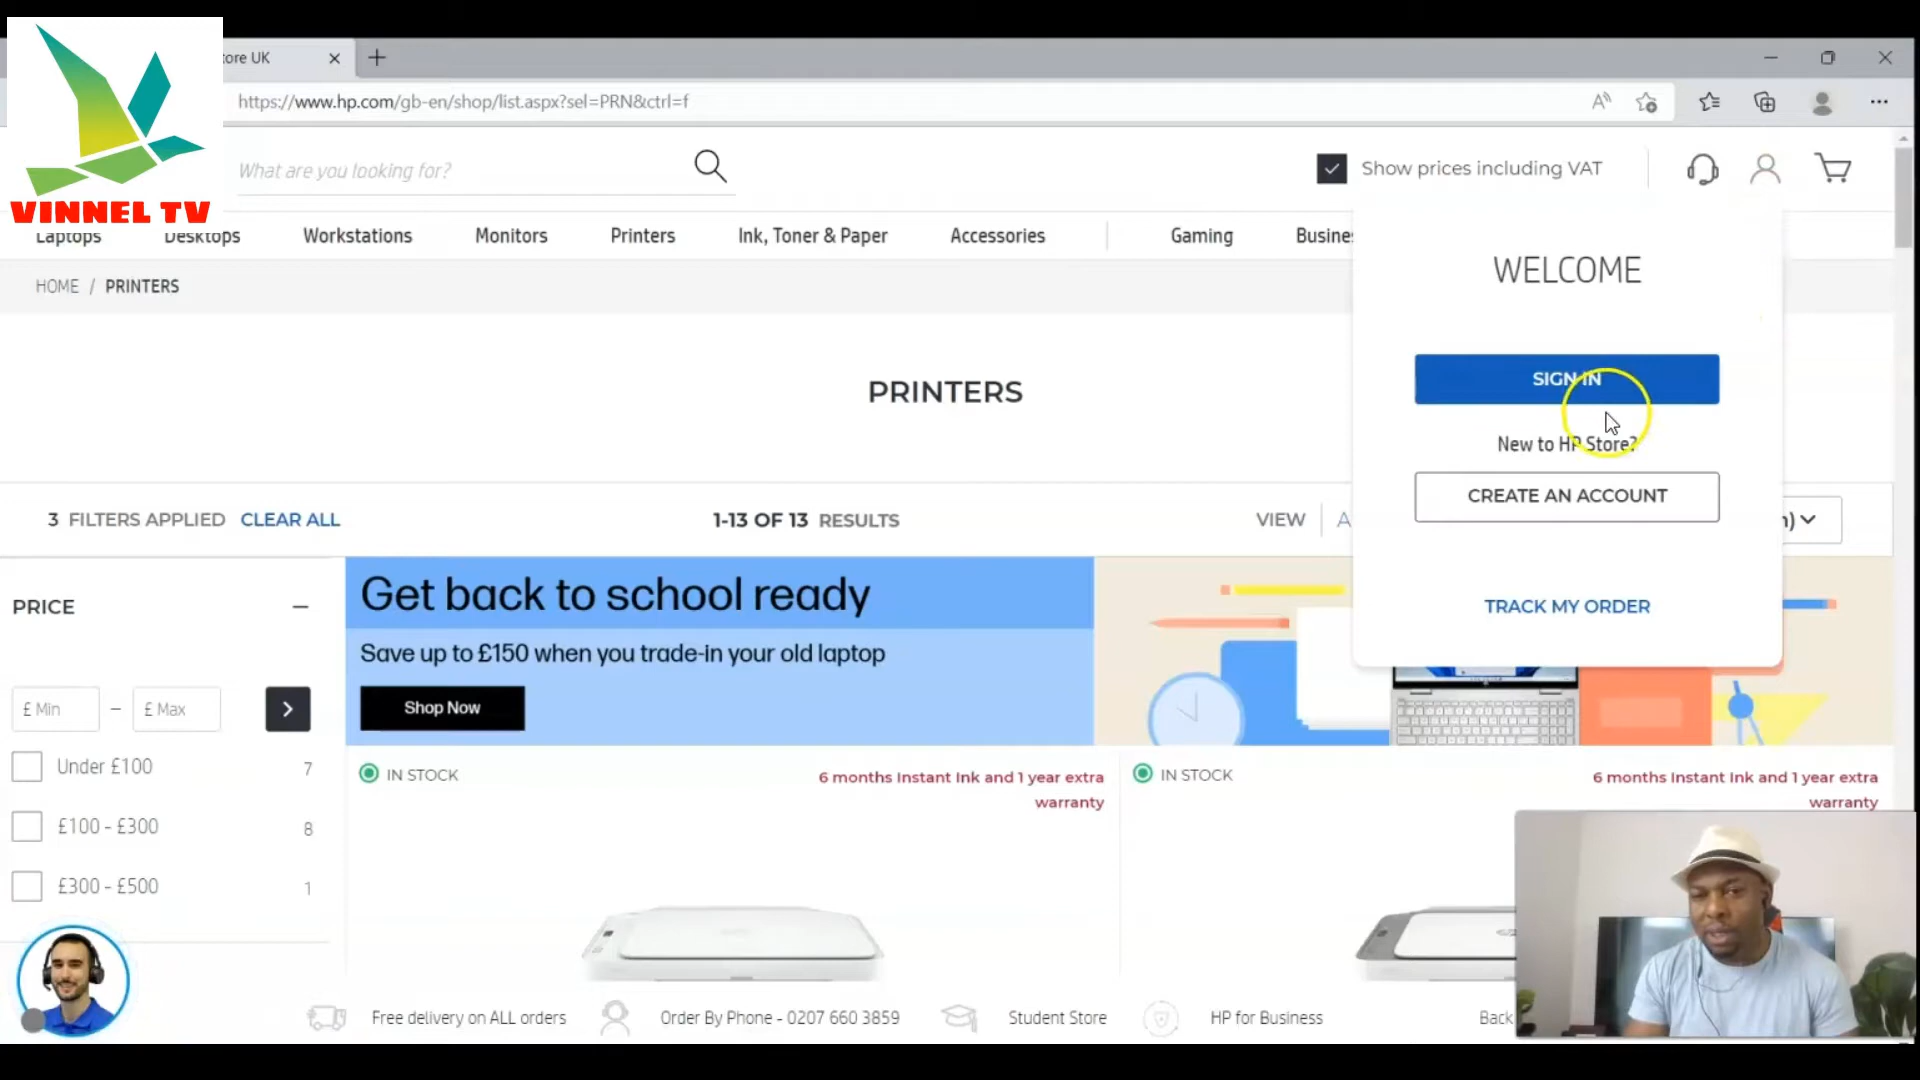 VINNEL TV
tore UK
https://www.hp.com/gb-en/shop/list.aspx?sel=PRN&ctrl=f
What are you looking for?
Show prices including VAT
Laptops Desktops Workstations Monitors Printers Ink, Toner & Paper Accessories Gaming Busines
HOME / PRINTERS
WELCOME
SIGN IN
New to HP Store?
CREATE AN ACCOUNT
TRACK MY ORDER
PRINTERS
3 FILTERS APPLIED CLEAR ALL
1-13 OF 13 RESULTS
VIEW
PRICE
£ Min – £ Max
Under £100 7
£100 - £300 8
£300 - £500 1
Get back to school ready
Save up to £150 when you trade-in your old laptop
Shop Now
IN STOCK
6 months Instant Ink and 1 year extra
warranty
IN STOCK
6 months Instant Ink and 1 year extra
warranty
Free delivery on ALL orders
Order By Phone - 0207 660 3859
Student Store
HP for Business
Back